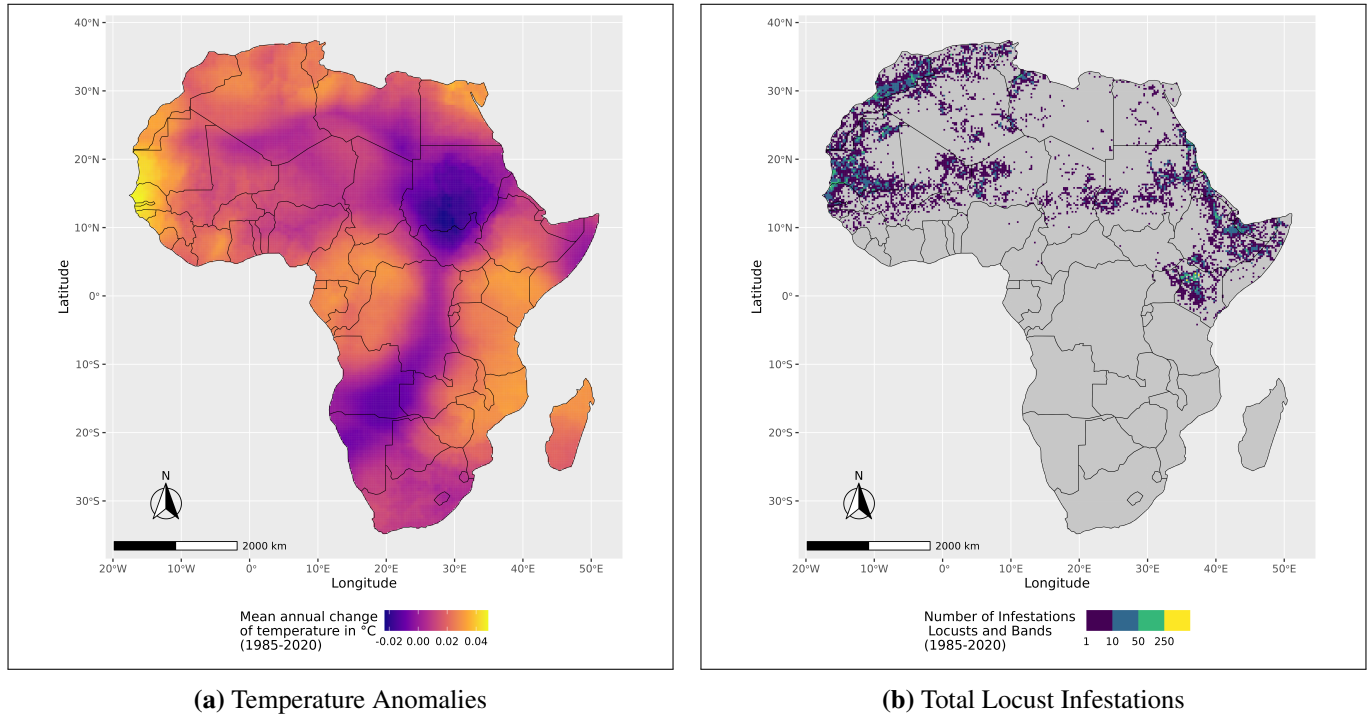 40°N
30°N
20°N
10°N
0°
10°S
20°S
30°S
Latitude
N
2000 km
20°W 10°W 0° 10°E 20°E 30°E 40°E 50°E
Longitude
Mean annual change
of temperature in °C
(1985-2020)
-0.02 0.00 0.02 0.04
(a) Temperature Anomalies
40°N
30°N
20°N
10°N
0°
10°S
20°S
30°S
Latitude
N
2000 km
20°W 10°W 0° 10°E 20°E 30°E 40°E 50°E
Longitude
Number of Infestations
Locusts and Bands
(1985-2020)
1 10 50 250
(b) Total Locust Infestations